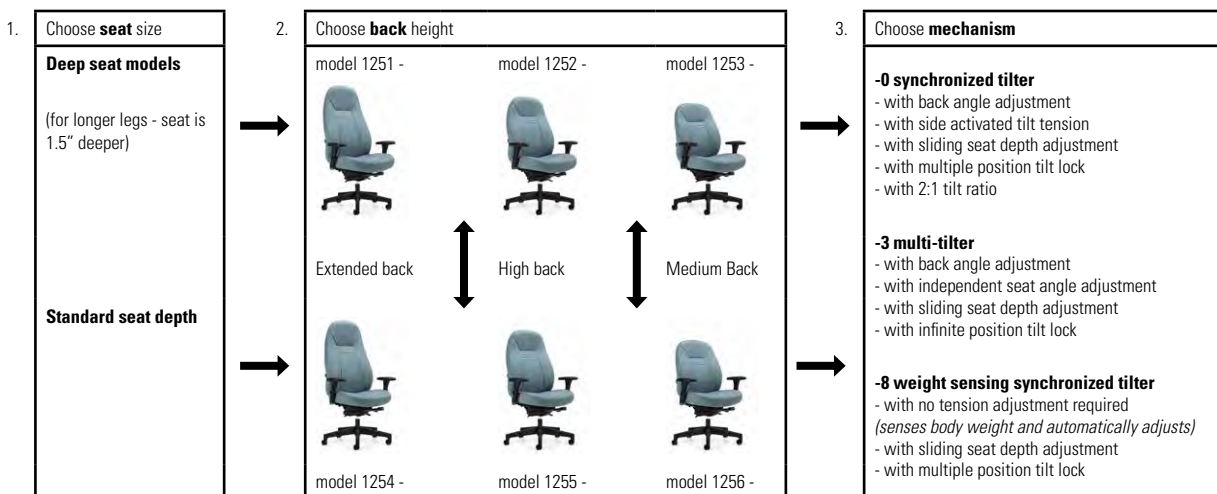 1.
Choose seat size
Deep seat models
(for longer legs - seat is
1.5" deeper)
Standard seat depth
2.
Choose back height
model 1251 -
model 1252 -
model 1253 -
Extended back
High back
Medium Back
model 1254 -
model 1255 -
model 1256 -
3.
Choose mechanism
-0 synchronized tilter
- with back angle adjustment
- with side activated tilt tension
- with sliding seat depth adjustment
- with multiple position tilt lock
- with 2:1 tilt ratio
-3 multi-tilter
- with back angle adjustment
- with independent seat angle adjustment
- with sliding seat depth adjustment
- with infinite position tilt lock
-8 weight sensing synchronized tilter
- with no tension adjustment required
(senses body weight and automatically adjusts)
- with sliding seat depth adjustment
- with multiple position tilt lock